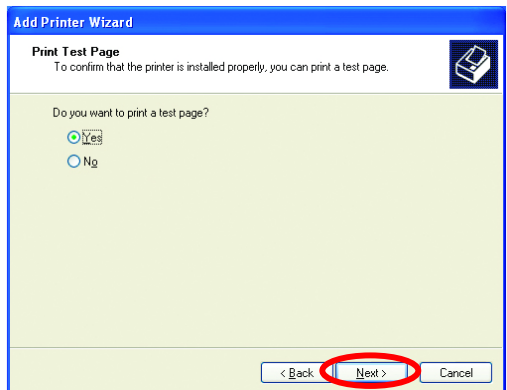 Add Printer Wizard
Print Test Page
To confirm that the printer is installed properly, you can print a test page.
Do you want to print a test page?
Yes
No
< Back
Next >
Cancel